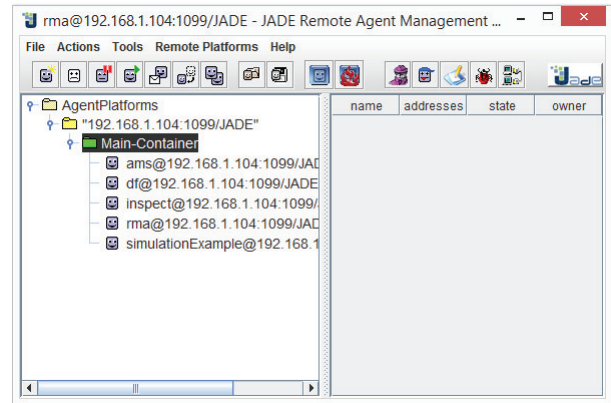 rma@192.168.1.104:1099/JADE - JADE Remote Agent Management ...
File Actions Tools Remote Platforms Help
Jade
AgentPlatforms
"192.168.1.104:1099/JADE"
Main-Container
ams@192.168.1.104:1099/JAD
df@192.168.1.104:1099/JADE
inspect@192.168.1.104:1099/
rma@192.168.1.104:1099/JAD
simulationExample@192.168.1
name addresses state owner